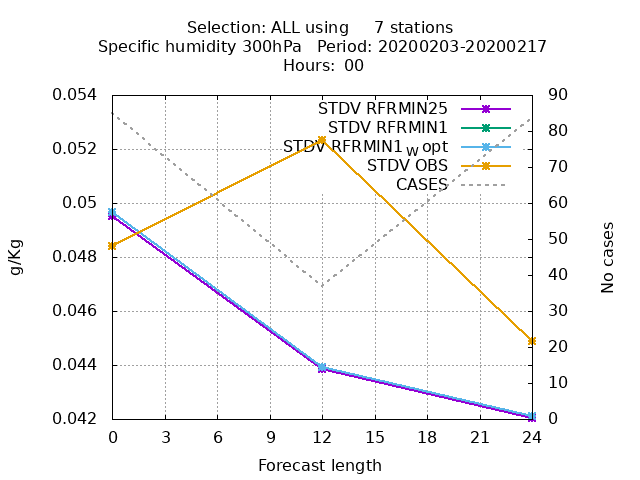 Selection: ALL using     7 stations
Specific humidity 300hPa   Period: 20200203-20200217
Hours: 00
STDV RFRMIN25
STDV RFRMIN1
STDV RFRMIN1 W opt
STDV OBS
CASES
0.054
0.052
0.05
0.048
0.046
0.044
0.042
g/Kg
90
80
70
60
50
40
30
20
10
0
No cases
0 3 6 9 12 15 18 21 24
Forecast length